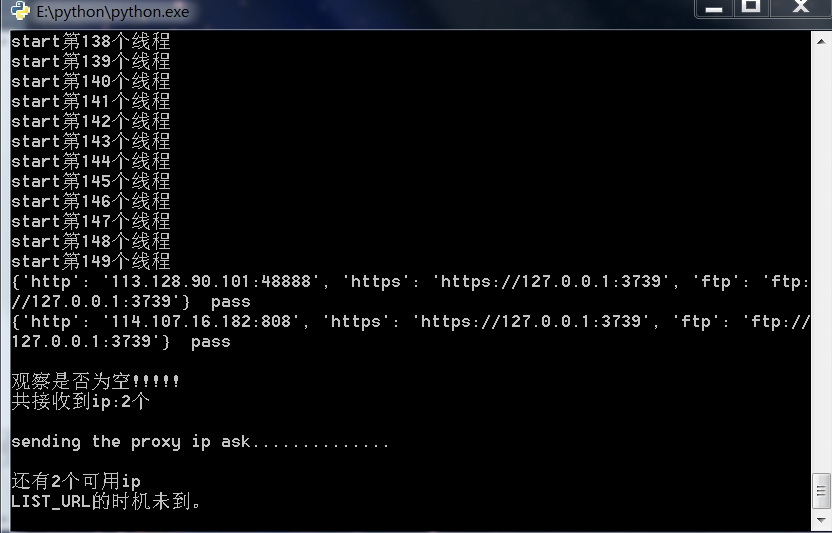 E:\python\python.exe
start第138个线程
start第139个线程
start第140个线程
start第141个线程
start第142个线程
start第143个线程
start第144个线程
start第145个线程
start第146个线程
start第147个线程
start第148个线程
start第149个线程
{'http': '113.128.90.101:48888', 'https': 'https://127.0.0.1:3739', 'ftp': 'ftp:
//127.0.0.1:3739'}  pass
{'http': '114.107.16.182:808', 'https': 'https://127.0.0.1:3739', 'ftp': 'ftp://
127.0.0.1:3739'}  pass
观察是否为空!!!!!
共接收到ip:2个
sending the proxy ip ask..............
还有2个可用ip
LIST_URL的时机未到。